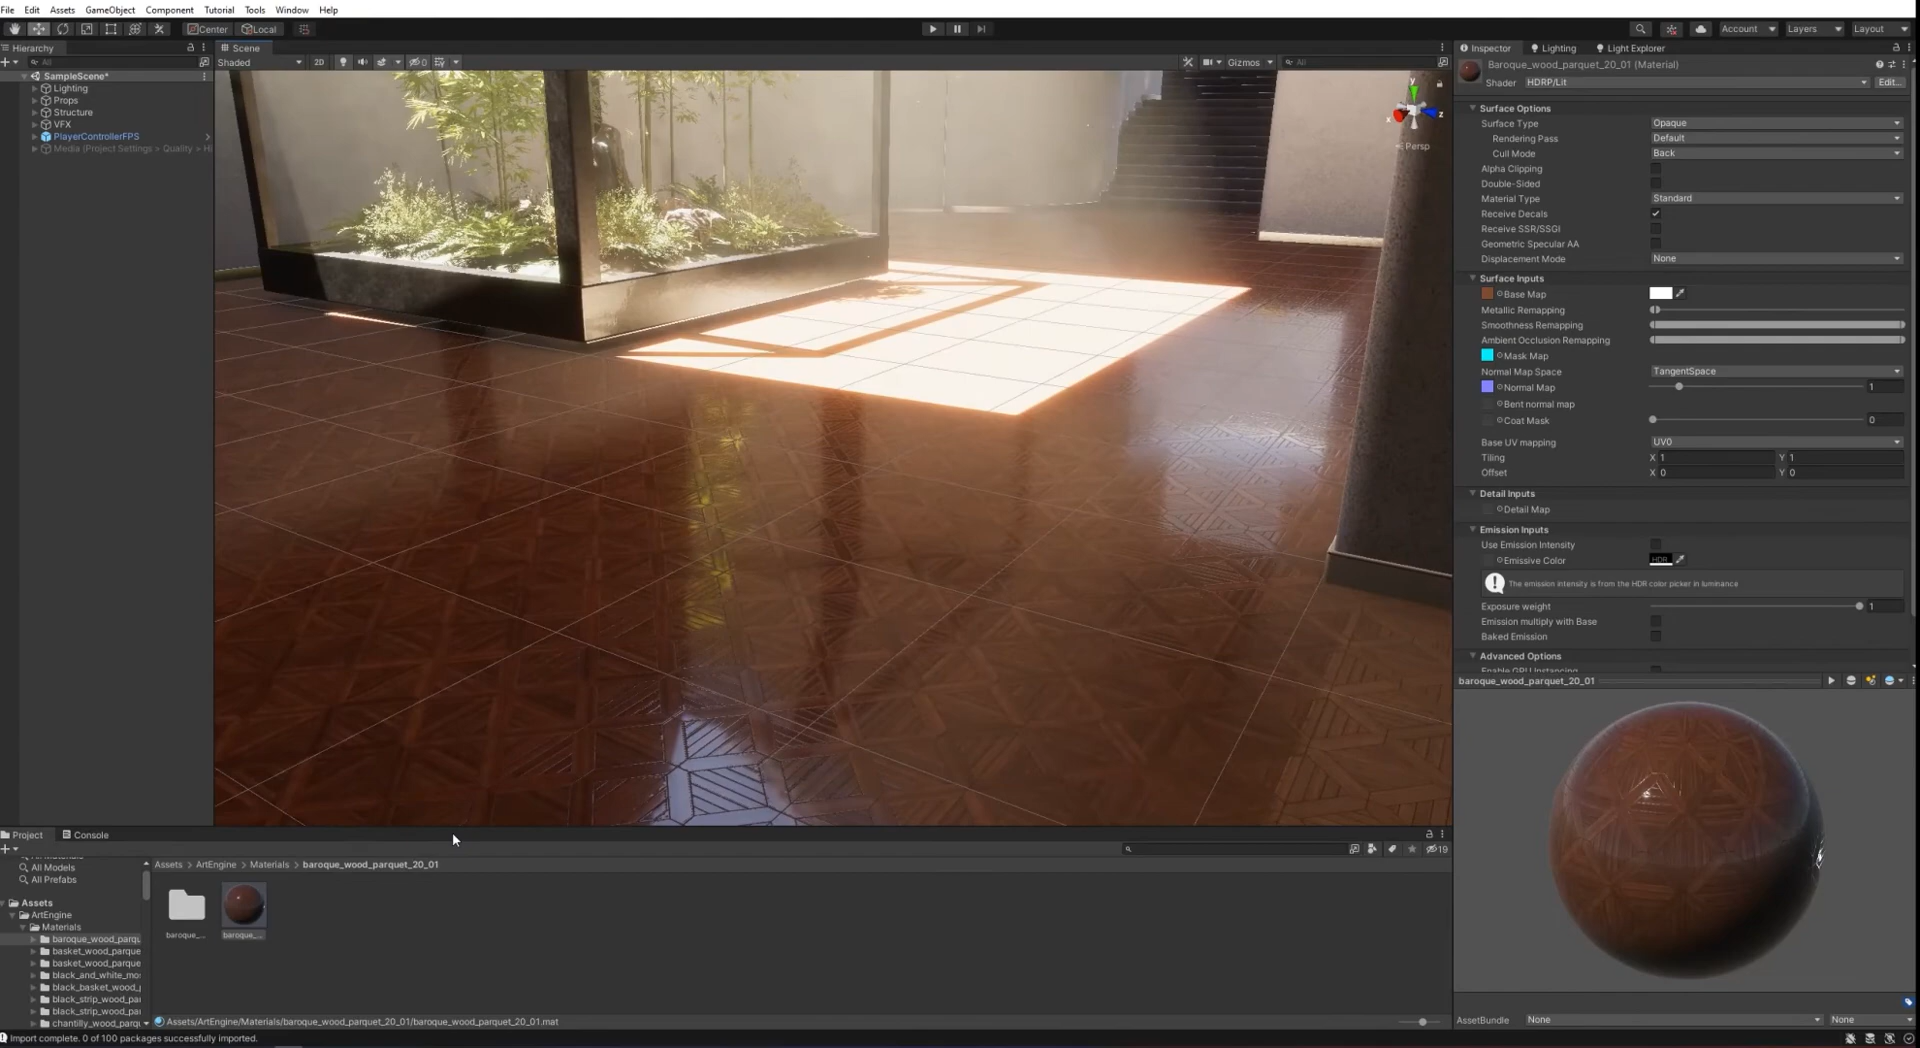 File Edit Assets GameObject Component Tutorial Tools Window Help
Center Local Account Layers Layout
Hierarchy
All
SampleScene*
Lighting
Props
Structure
VFX
PlayerControllerFPS
Media (Project Settings > Quality > Hi
Scene
Shaded 2D Gizmos All
y
x z
Persp
Inspector Lighting Light Explorer
Baroque_wood_parquet_20_01 (Material)
Shader HDRP/Lit Edit...
Surface Options
Surface Type Opaque
Rendering Pass Default
Cull Mode Back
Alpha Clipping
Double-Sided
Material Type Standard
Receive Decals
Receive SSR/SSGI
Geometric Specular AA
Displacement Mode None
Surface Inputs
Base Map
Metallic Remapping
Smoothness Remapping
Ambient Occlusion Remapping
Mask Map
Normal Map Space TangentSpace
Normal Map 1
Bent normal map
Coat Mask 0
Base UV mapping UV0
Tiling X 1 Y 1
Offset X 0 Y 0
Detail Inputs
Detail Map
Emission Inputs
Use Emission Intensity
Emissive Color HDR
The emission intensity is from the HDR color picker in luminance
Exposure weight 1
Emission multiply with Base
Baked Emission
Advanced Options
Enable GPU Instancing
baroque_wood_parquet_20_01
AssetBundle None None
Project Console
19
All Materials
All Models
All Prefabs
Assets
ArtEngine
Materials
baroque_wood_parqu
basket_wood_parque
basket_wood_parque
black_and_white_mo
black_basket_wood_p
black_strip_wood_pa
black_strip_wood_pa
chantilly_wood_parq
Assets > ArtEngine > Materials > baroque_wood_parquet_20_01
baroque_... baroque_...
Assets/ArtEngine/Materials/baroque_wood_parquet_20_01/baroque_wood_parquet_20_01.mat
Import complete. 0 of 100 packages successfully imported.